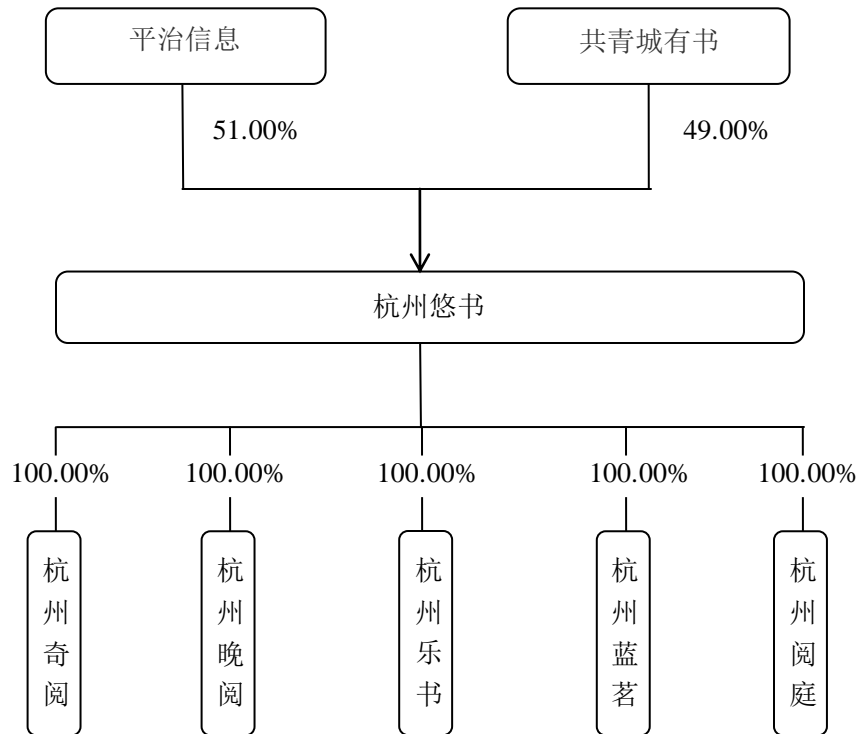 平治信息
共青城有书
51.00%
49.00%
杭州悠书
100.00%
100.00%
100.00%
100.00%
100.00%
杭州奇阅
杭州晚阅
杭州乐书
杭州蓝茗
杭州阅庭